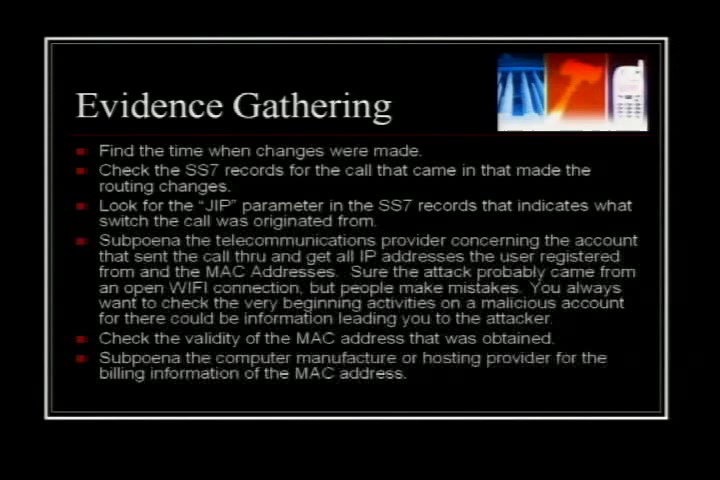 Evidence Gathering
Find the time when changes were made.
Check the SS7 records for the call that came in that made the
routing changes.
Look for the “JIP” parameter in the SS7 records that indicates what
switch the call was originated from.
Subpoena the telecommunications provider concerning the account
that sent the call thru and get all IP addresses the user registered
from and the MAC Addresses.  Sure the attack probably came from
an open WIFI connection, but people make mistakes.  You always
want to check the very beginning activities on a malicious account
for there could be information leading you to the attacker.
Check the validity of the MAC address that was obtained.
Subpoena the computer manufacture or hosting provider for the
billing information of the MAC address.